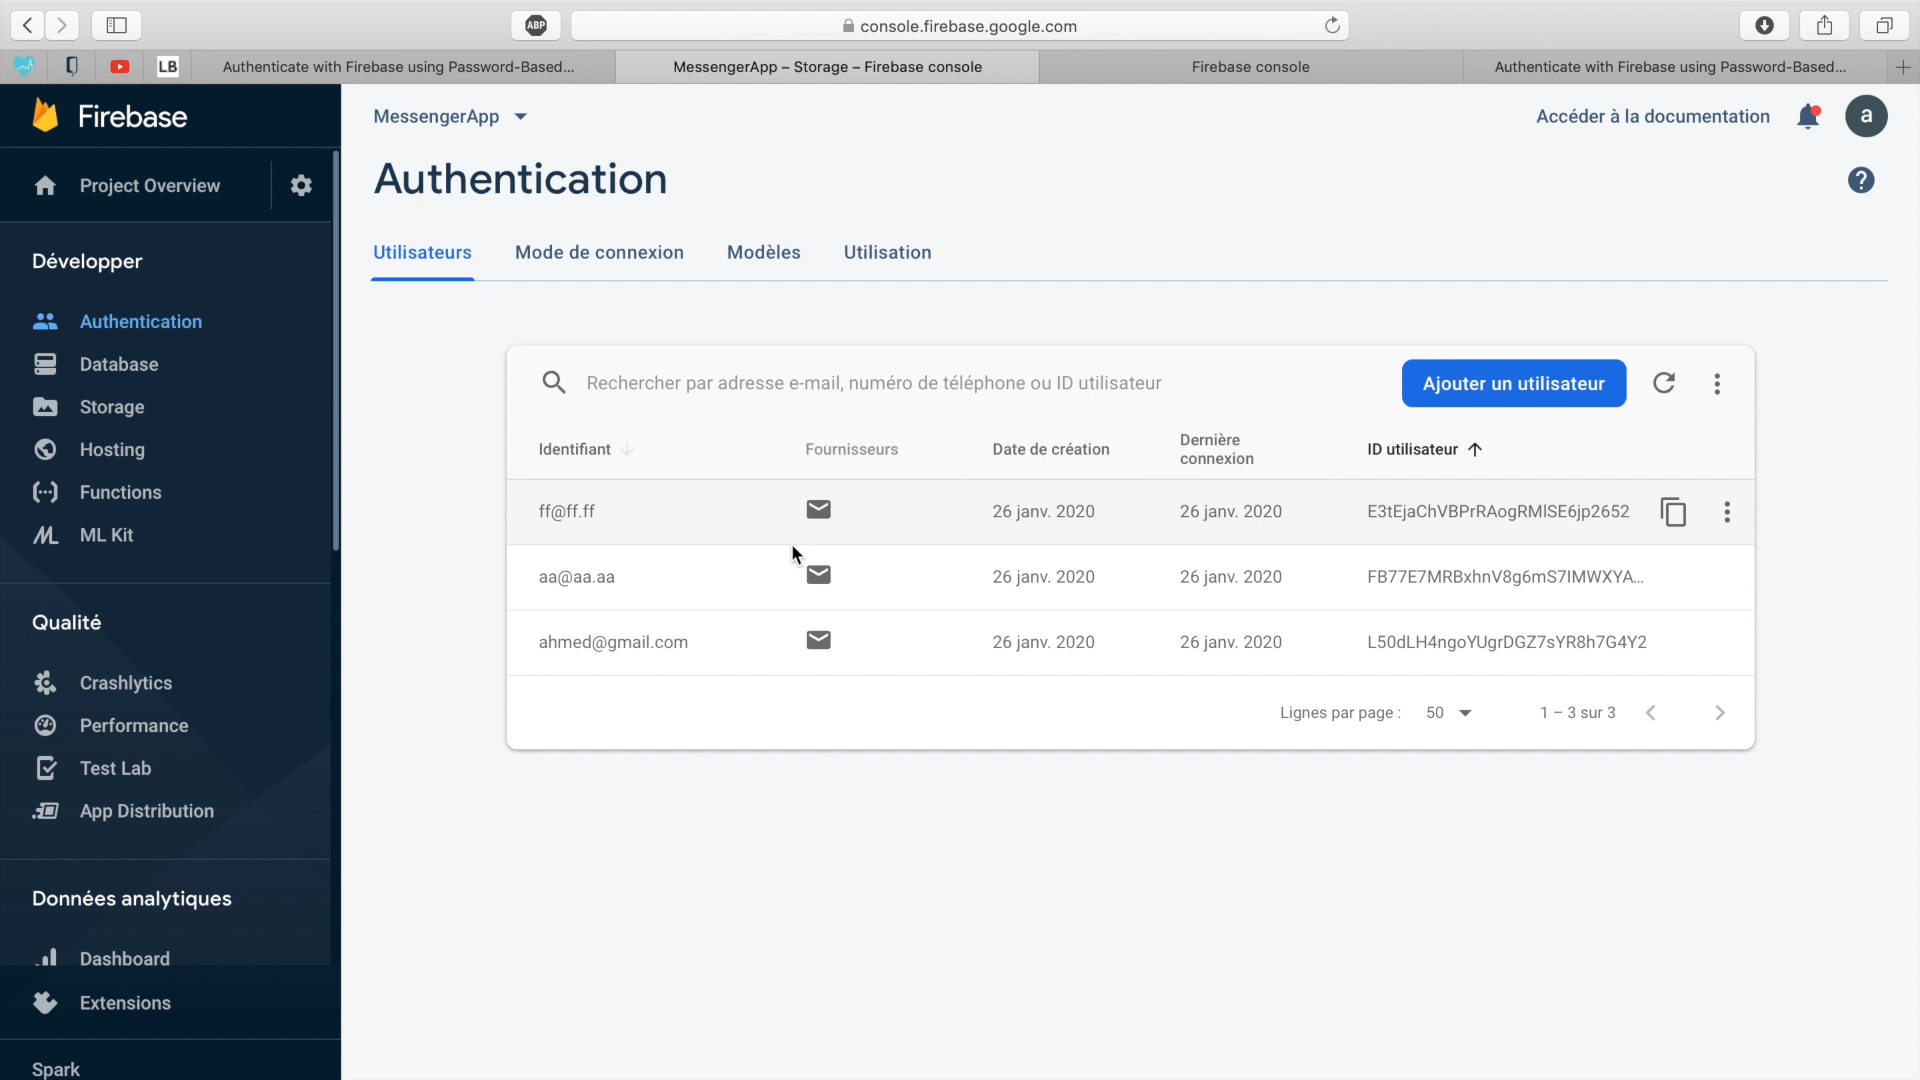 ABP
console.firebase.google.com
LB
Authenticate with Firebase using Password-Based...
MessengerApp – Storage – Firebase console
Firebase console
Authenticate with Firebase using Password-Based...
Firebase
MessengerApp
Accéder à la documentation
a
Project Overview
Authentication
?
Utilisateurs
Mode de connexion
Modèles
Utilisation
Développer
Authentication
Database
Storage
Hosting
Functions
ML Kit
Qualité
Crashlytics
Performance
Test Lab
App Distribution
Données analytiques
Dashboard
Extensions
Spark
Rechercher par adresse e-mail, numéro de téléphone ou ID utilisateur
Ajouter un utilisateur
Identifiant
Fournisseurs
Date de création
Dernière
connexion
ID utilisateur
ff@ff.ff
26 janv. 2020
26 janv. 2020
E3tEjaChVBPrRAogRMlSE6jp2652
aa@aa.aa
26 janv. 2020
26 janv. 2020
FB77E7MRBxhnV8g6mS7IMWXYA...
ahmed@gmail.com
26 janv. 2020
26 janv. 2020
L50dLH4ngoYUgrDGZ7sYR8h7G4Y2
Lignes par page :
50
1 – 3 sur 3